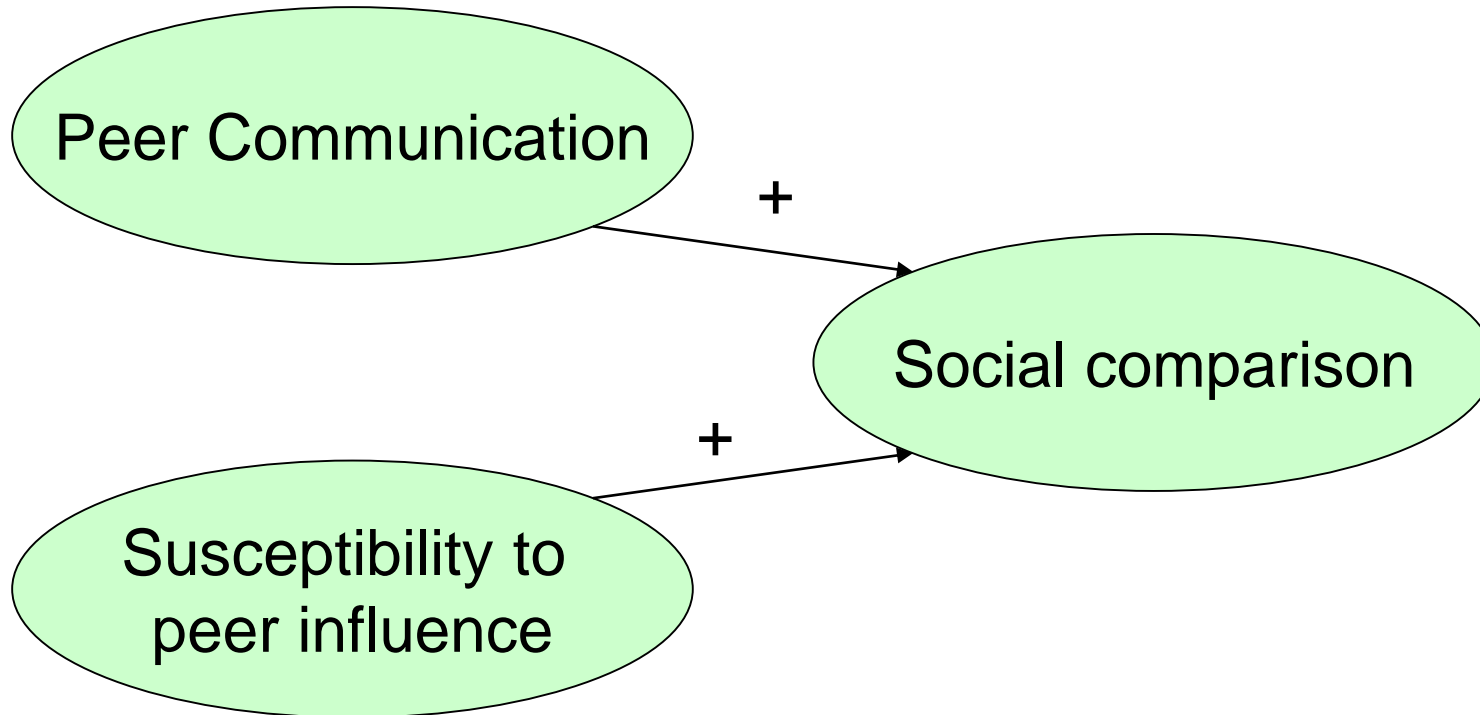 Peer Communication
+
Social comparison
+
Susceptibility to
peer influence